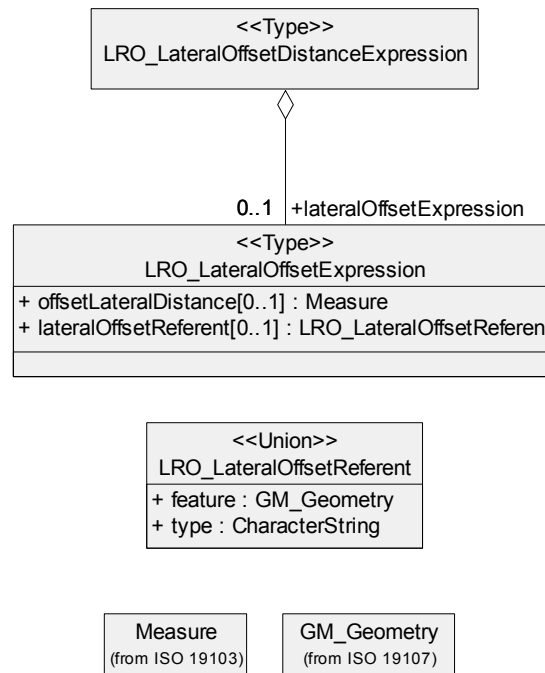 <<Type>>
LRO_LateralOffsetDistanceExpression
0..1 +lateralOffsetExpression
<<Type>>
LRO_LateralOffsetExpression
+ offsetLateralDistance[0..1] : Measure
+ lateralOffsetReferent[0..1] : LRO_LateralOffsetReferen
<<Union>>
LRO_LateralOffsetReferent
+ feature : GM_Geometry
+ type : CharacterString
Measure
(from ISO 19103)
GM_Geometry
(from ISO 19107)